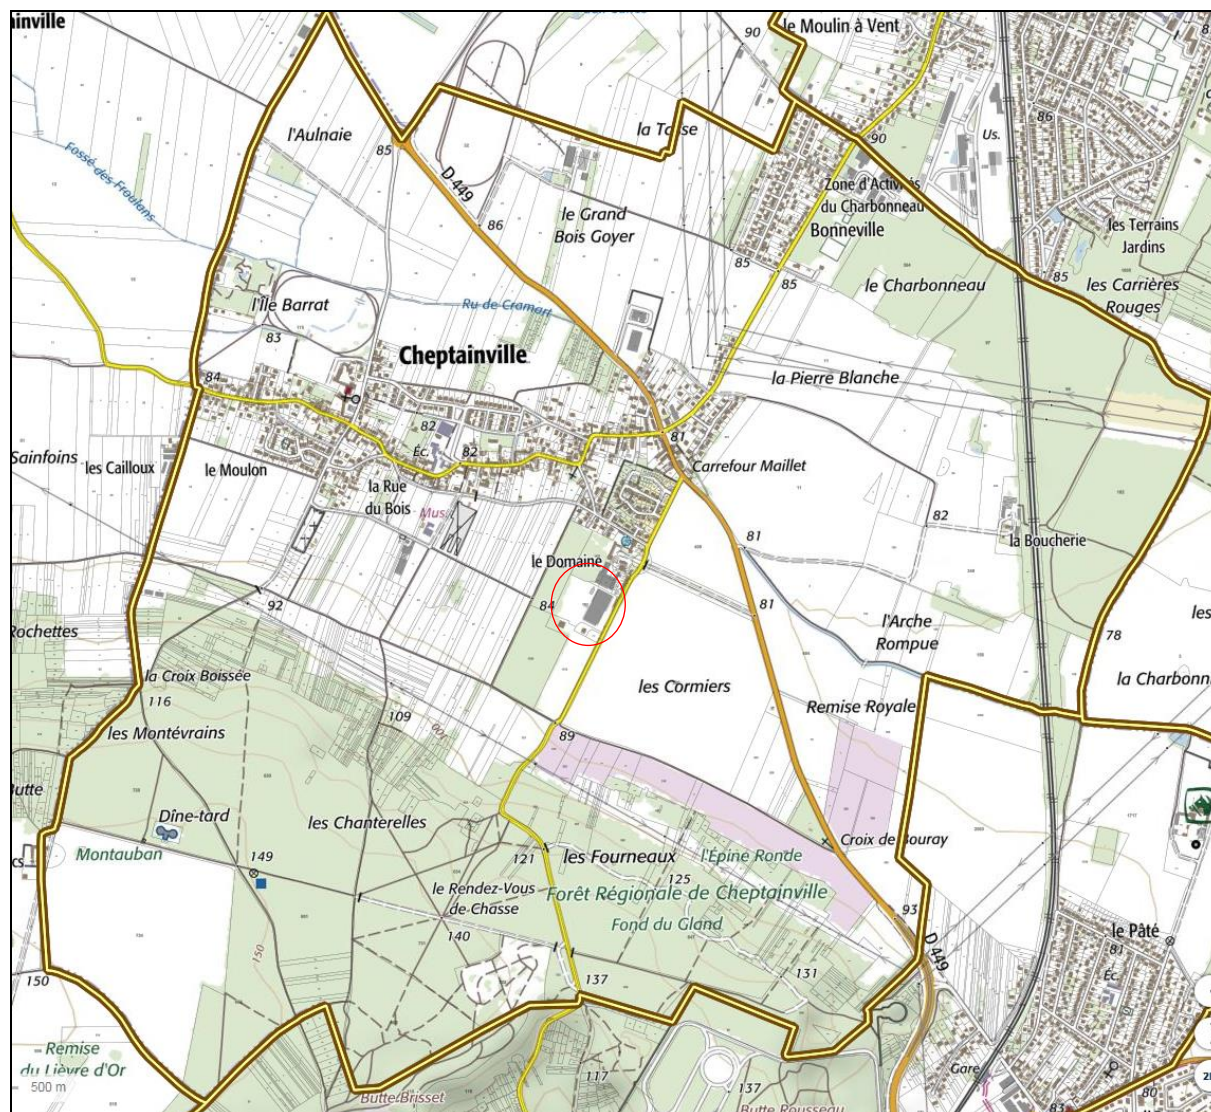 ainville
90
le Moulin à Vent
l'Aulnaie
la Tasse
86
Us.
85
90
D 449
Fossé des Froulans
Zone d'Activités
du Charbonneau
Bonneville
le Grand
Bois Goyer
86
les Terrains
Jardins
85
85
85
l'Île Barrat
le Charbonneau
les Carrières
Rouges
Ru de Cramart
83
Cheptainville
84
la Pierre Blanche
82
81
Éc.
82
Sainfoins
les Cailloux
le Moulon
Carrefour Maillet
la Rue
du Bois
Mus.
82
81
la Boucherie
le Domaine
92
84
81
l'Arche
Rompue
les
Rochettes
78
la Croix Boissée
116
109
les Cormiers
la Charbonn
les Montévrains
100
Remise Royale
89
Butte
Dîne-tard
les Chanterelles
Montauban
149
121
les Fourneaux
l'Épine Ronde
Croix de Bouray
le Rendez-Vous
de Chasse
125
Forêt Régionale de Cheptainville
Fond du Gland
93
140
le Pâté
81
D 449
150
150
137
131
Éc.
Remise
du Lièvre d'Or
500 m
117
137
Gare
Butte Brisset
Butte Rousseau
83
80